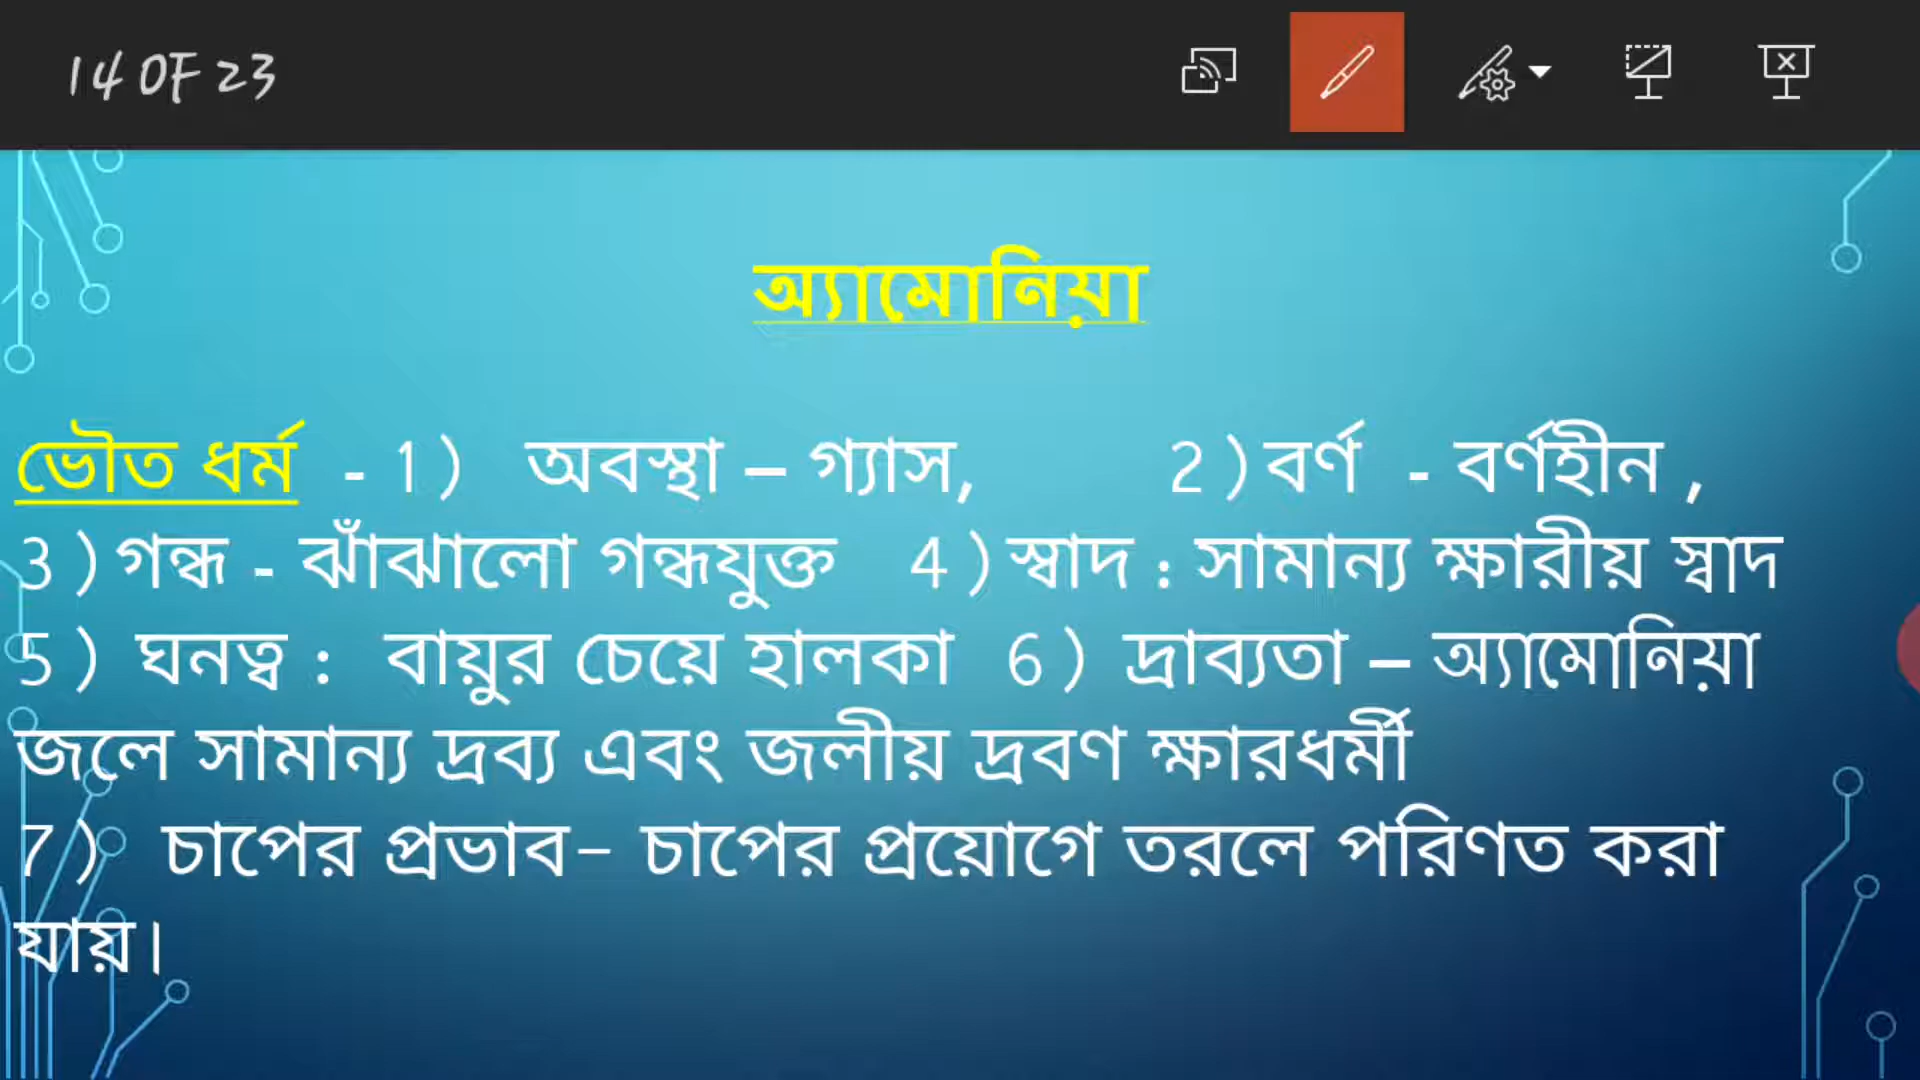 14 OF 23
অ্যামোনিয়া
ভৌত ধর্ম - 1) অবস্থা – গ্যাস, 2)বর্ণ - বর্ণহীন ,
3)গন্ধ - ঝাঁঝালো গন্ধযুক্ত 4)স্বাদ : সামান্য ক্ষারীয় স্বাদ
5) ঘনত্ব : বায়ুর চেয়ে হালকা 6) দ্রাব্যতা – অ্যামোনিয়া
জলে সামান্য দ্রব্য এবং জলীয় দ্রবণ ক্ষারধর্মী
7) চাপের প্রভাব– চাপের প্রয়োগে তরলে পরিণত করা
যায়।